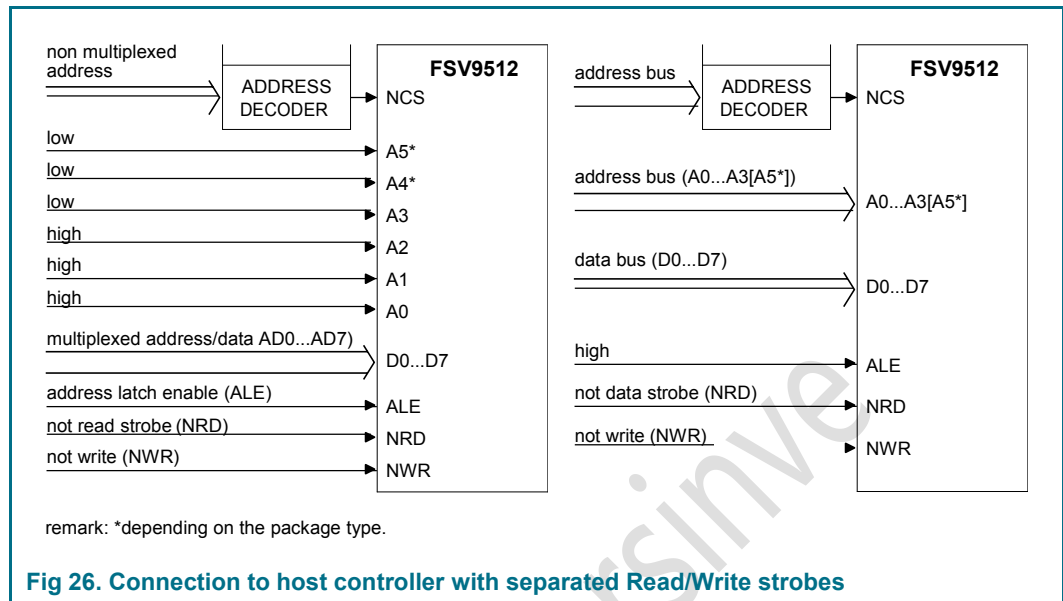 non multiplexed
address
ADDRESS
DECODER
FSV9512
NCS
low
A5*
low
A4*
low
A3
high
A2
high
A1
high
A0
multiplexed address/data AD0...AD7)
D0...D7
address latch enable (ALE)
ALE
not read strobe (NRD)
NRD
not write (NWR)
NWR
address bus
ADDRESS
DECODER
FSV9512
NCS
address bus (A0...A3[A5*])
A0...A3[A5*]
data bus (D0...D7)
D0...D7
high
ALE
not data strobe (NRD)
NRD
not write (NWR)
NWR
remark: *depending on the package type.
Fig 26. Connection to host controller with separated Read/Write strobes
rsinve